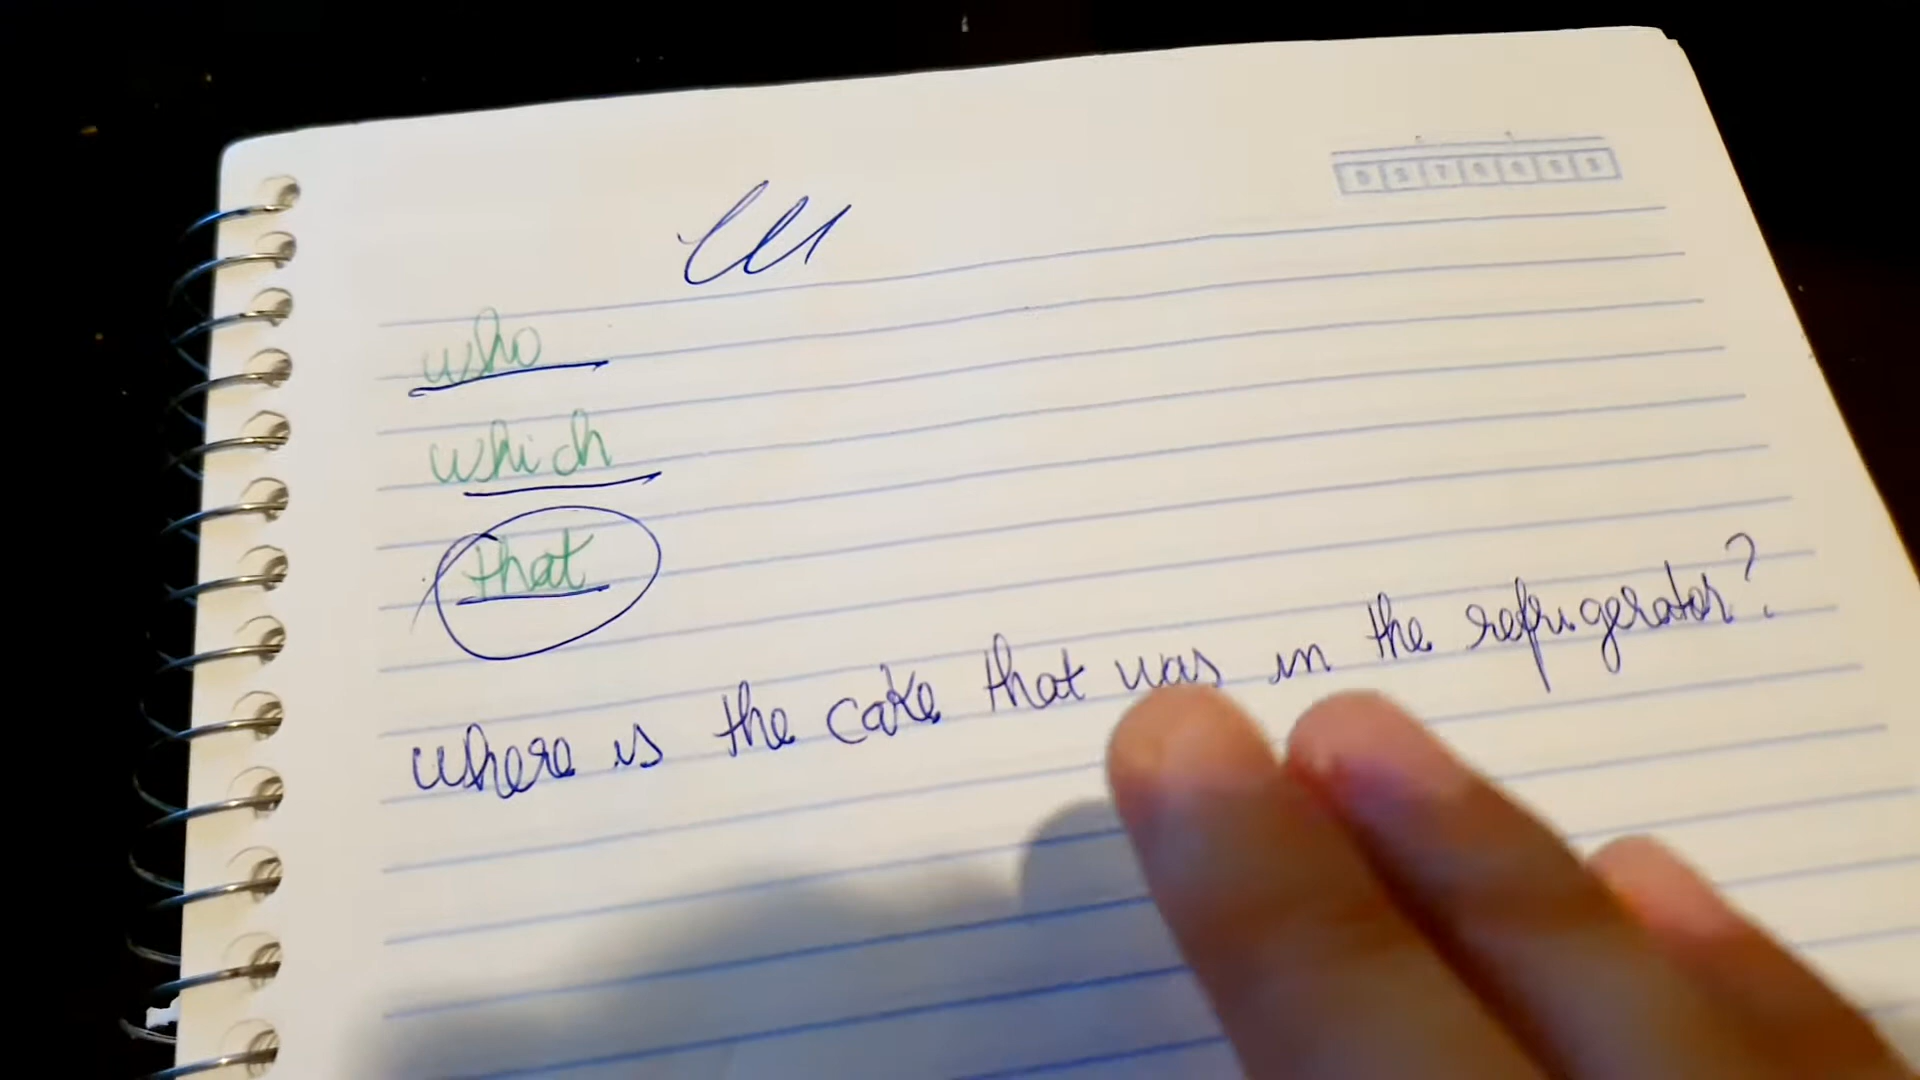 who
which
that
where is the cake that was in the refrigerator?